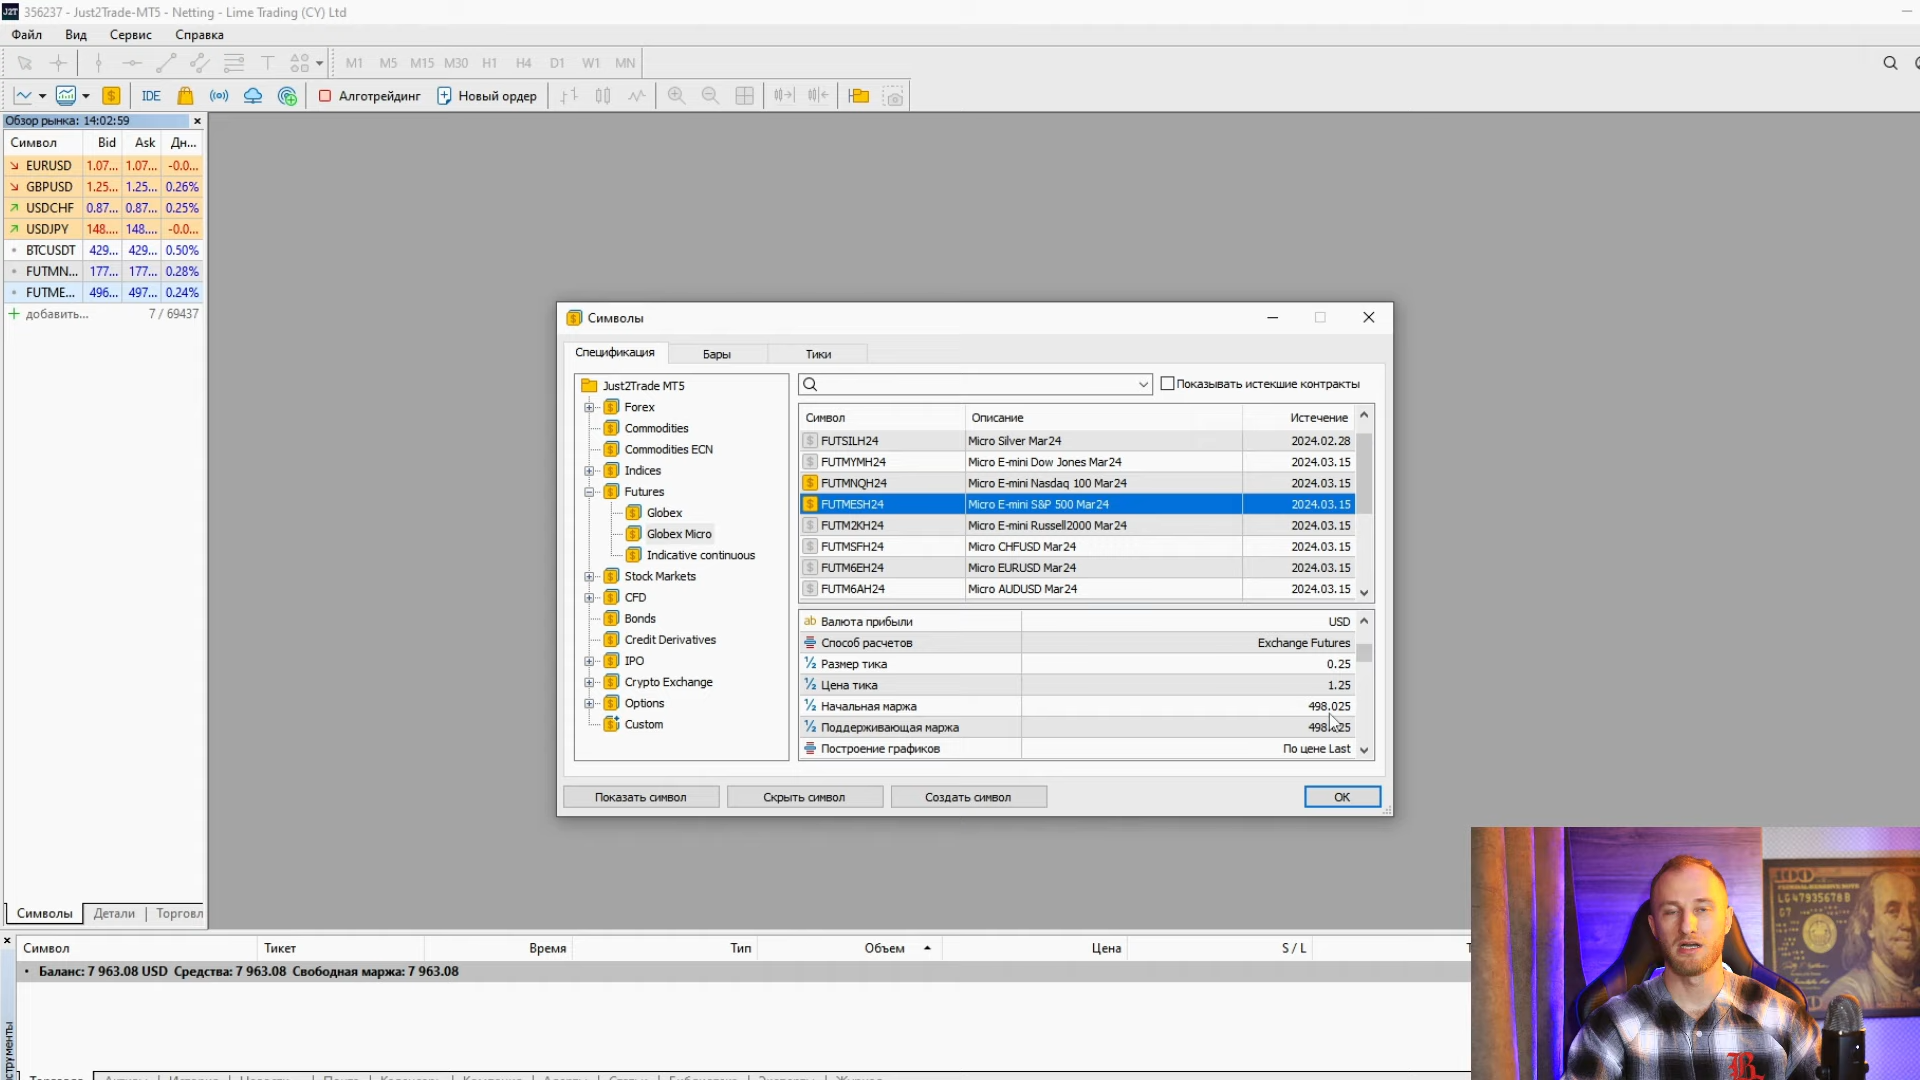 356237 - Just2Trade-MT5 - Netting - Lime Trading (CY) Ltd
Файл Вид Сервис Справка
M1 M5 M15 M30 H1 H4 D1 W1 MN
IDE Алготрейдинг Новый ордер
Обзор рынка: 14:02:59
Символ Bid Ask Дн...
EURUSD 1.07... 1.07... -0.0...
GBPUSD 1.25... 1.25... 0.26%
USDCHF 0.87... 0.87... 0.25%
USDJPY 148.... 148.... -0.0...
BTCUSDT 429... 429... 0.50%
FUTMN... 177... 177... 0.28%
FUTME... 496... 497... 0.24%
добавить... 7 / 69437
Символы Детали Торговл
Символы
Спецификация Бары Тики
Just2Trade MT5
Forex
Commodities
Commodities ECN
Indices
Futures
Globex
Globex Micro
Indicative continuous
Stock Markets
CFD
Bonds
Credit Derivatives
IPO
Crypto Exchange
Options
Custom
Показывать истекшие контракты
Символ Описание Истечение
FUTSILH24 Micro Silver Mar24 2024.02.28
FUTMYMH24 Micro E-mini Dow Jones Mar24 2024.03.15
FUTMNQH24 Micro E-mini Nasdaq 100 Mar24 2024.03.15
FUTMESH24 Micro E-mini S&P 500 Mar24 2024.03.15
FUTM2KH24 Micro E-mini Russell2000 Mar24 2024.03.15
FUTMSFH24 Micro CHFUSD Mar24 2024.03.15
FUTM6EH24 Micro EURUSD Mar24 2024.03.15
FUTM6AH24 Micro AUDUSD Mar24 2024.03.15
Валюта прибыли USD
Способ расчетов Exchange Futures
Размер тика 0.25
Цена тика 1.25
Начальная маржа 498.025
Поддерживающая маржа 498.025
Построение графиков По цене Last
Показать символ Скрыть символ Создать символ OK
Символ Тикет Время Тип Объем Цена S / L
Баланс: 7 963.08 USD Средства: 7 963.08 Свободная маржа: 7 963.08
100